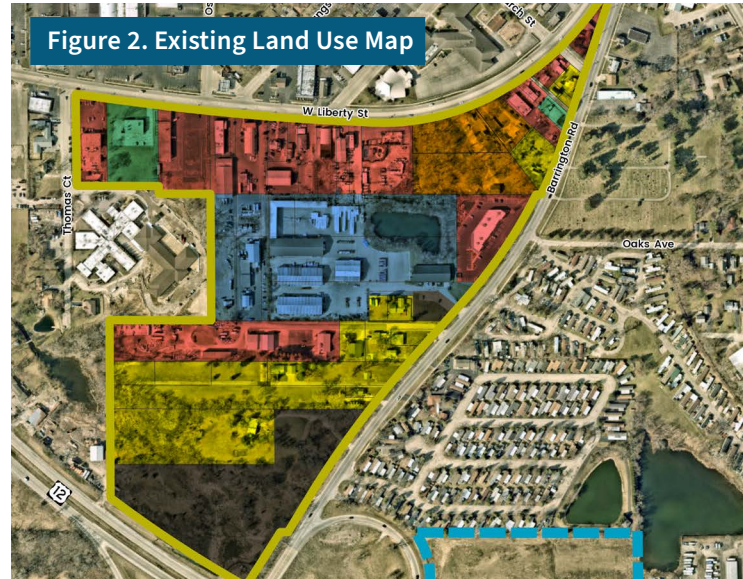 Figure 2. Existing Land Use Map
rch St
W Liberty St
Barrington Rd
Thomas Ct
Oaks Ave
12